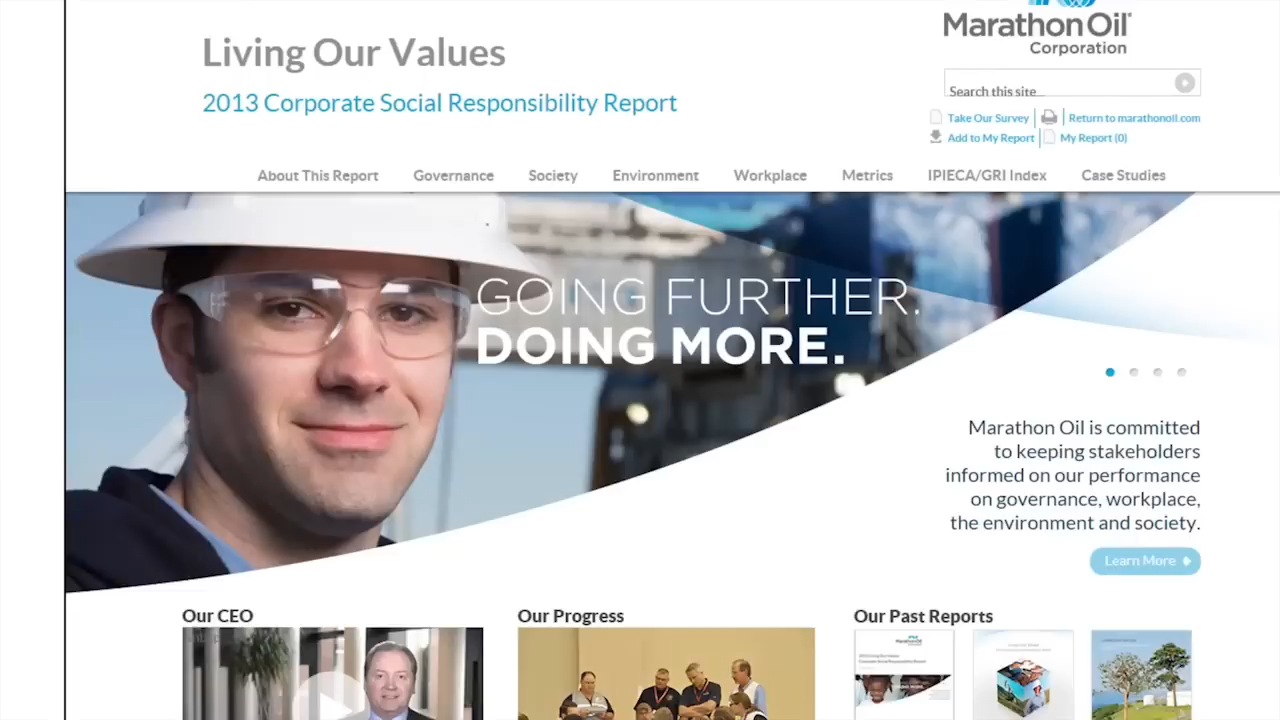 Living Our Values
2013 Corporate Social Responsibility Report
Marathon Oil
Corporation
Search this site...
Take Our Survey
Return to marathonoil.com
Add to My Report
My Report (0)
About This Report
Governance
Society
Environment
Workplace
Metrics
IPIECA/GRI Index
Case Studies
GOING FURTHER.
DOING MORE.
Marathon Oil is committed
to keeping stakeholders
informed on our performance
on governance, workplace,
the environment and society.
Learn More
Our CEO
Our Progress
Our Past Reports
Marathon Oil